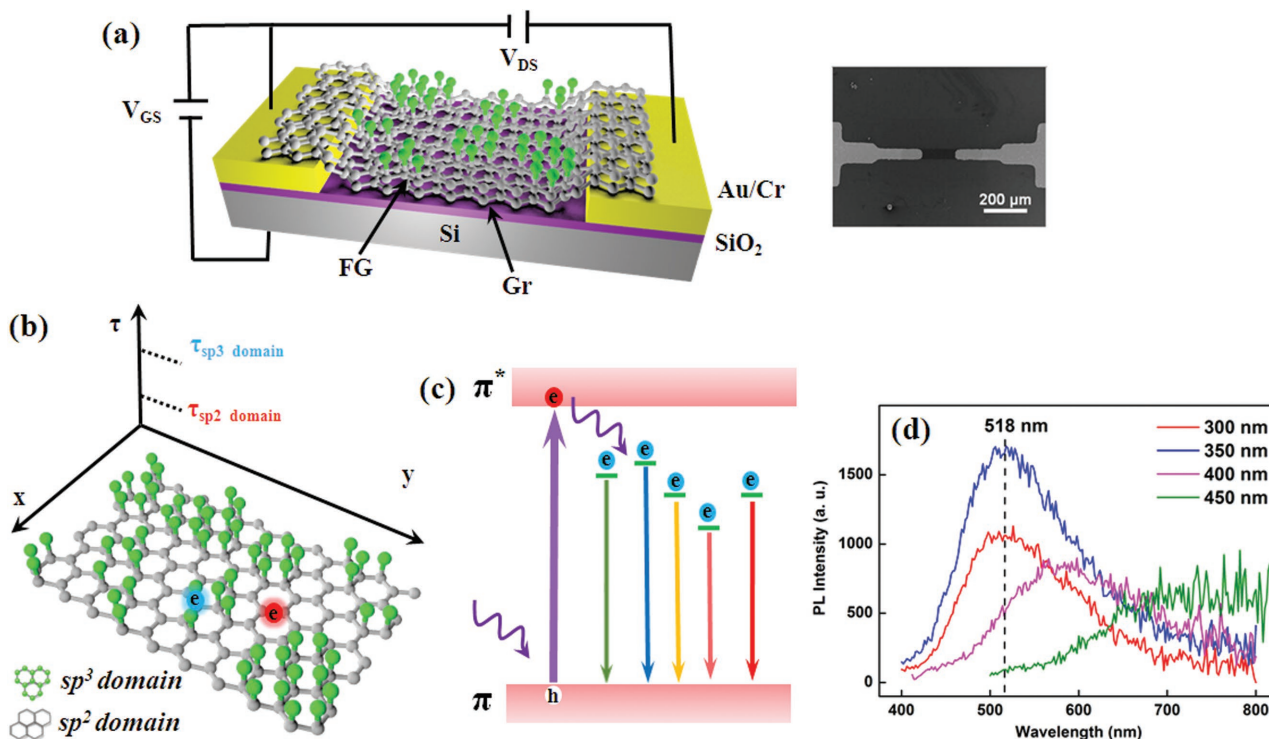 (a)
V_DS
V_GS
Au/Cr
SiO₂
Si
FG
Gr
200 µm
(b)
τ
τ_sp3 domain
τ_sp2 domain
x
y
e
e
sp³ domain
sp² domain
(c)
π*
e
e
e
e
e
e
h
π
(d)
518 nm
300 nm
350 nm
400 nm
450 nm
PL Intensity (a. u.)
1500
1000
500
0
400 500 600 700 800
Wavelength (nm)